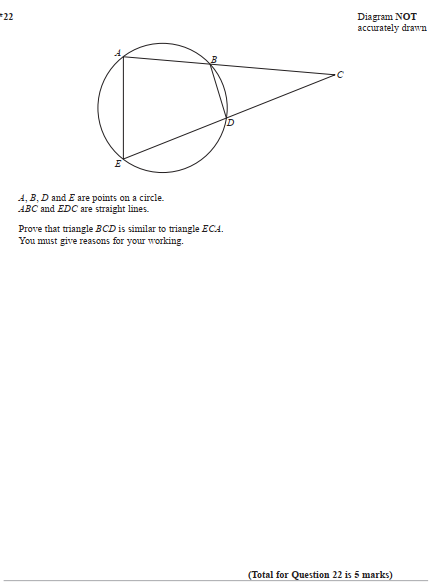 *22
Diagram NOT
accurately drawn
A
B
C
D
E
A, B, D and E are points on a circle.
ABC and EDC are straight lines.
Prove that triangle BCD is similar to triangle ECA.
You must give reasons for your working.
(Total for Question 22 is 5 marks)